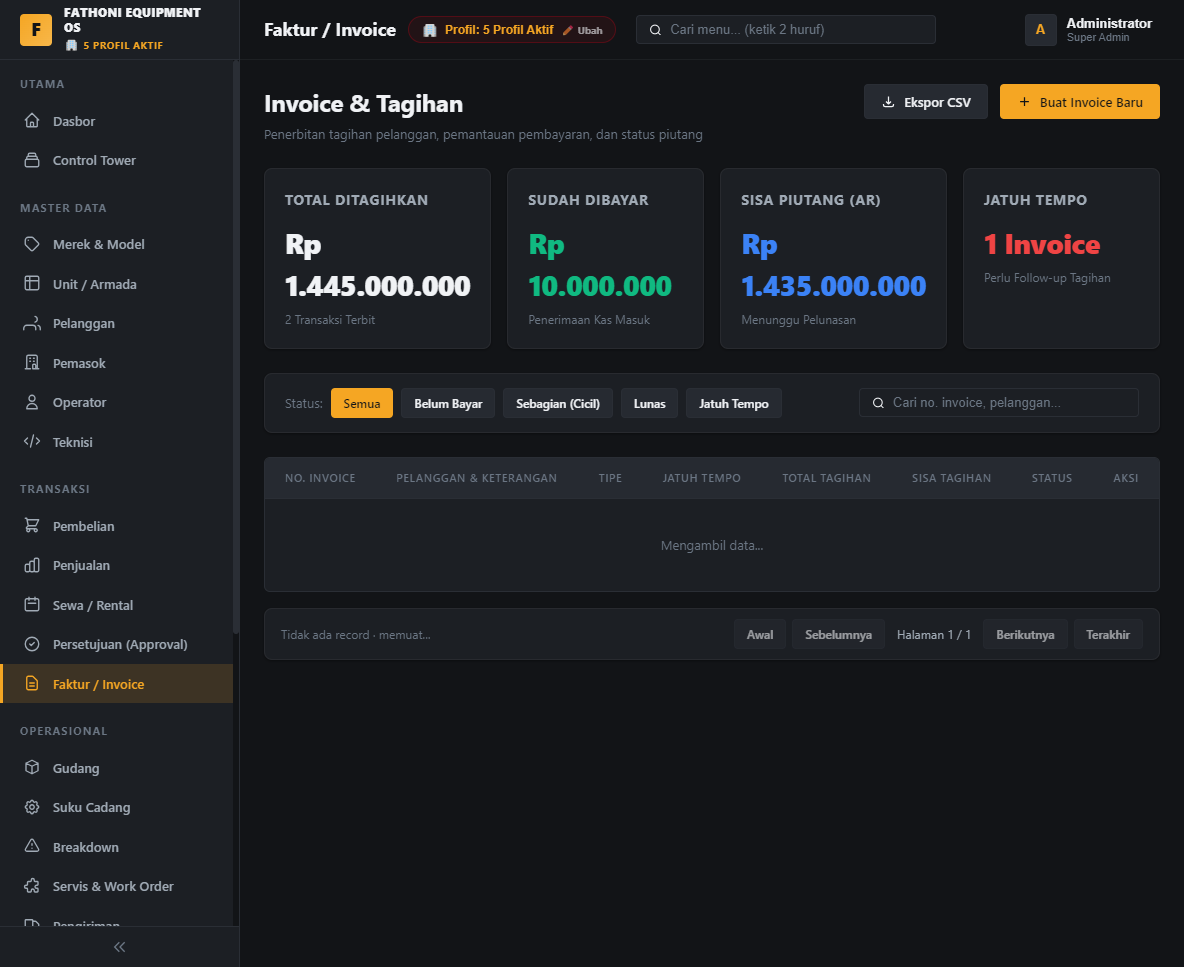 F
FATHONI EQUIPMENT
OS
5 PROFIL AKTIF
UTAMA
Dasbor
Control Tower
MASTER DATA
Merek & Model
Unit / Armada
Pelanggan
Pemasok
Operator
Teknisi
TRANSAKSI
Pembelian
Penjualan
Sewa / Rental
Persetujuan (Approval)
Faktur / Invoice
OPERASIONAL
Gudang
Suku Cadang
Breakdown
Servis & Work Order
Pengiriman
Faktur / Invoice
Profil: 5 Profil Aktif
Ubah
Cari menu... (ketik 2 huruf)
A
Administrator
Super Admin
Invoice & Tagihan
Penerbitan tagihan pelanggan, pemantauan pembayaran, dan status piutang
Ekspor CSV
+ Buat Invoice Baru
TOTAL DITAGIHKAN
Rp
1.445.000.000
2 Transaksi Terbit
SUDAH DIBAYAR
Rp
10.000.000
Penerimaan Kas Masuk
SISA PIUTANG (AR)
Rp
1.435.000.000
Menunggu Pelunasan
JATUH TEMPO
1 Invoice
Perlu Follow-up Tagihan
Status: Semua Belum Bayar Sebagian (Cicil) Lunas Jatuh Tempo
Cari no. invoice, pelanggan...
NO. INVOICE PELANGGAN & KETERANGAN TIPE JATUH TEMPO TOTAL TAGIHAN SISA TAGIHAN STATUS AKSI
Mengambil data...
Tidak ada record · memuat...
Awal Sebelumnya Halaman 1 / 1 Berikutnya Terakhir